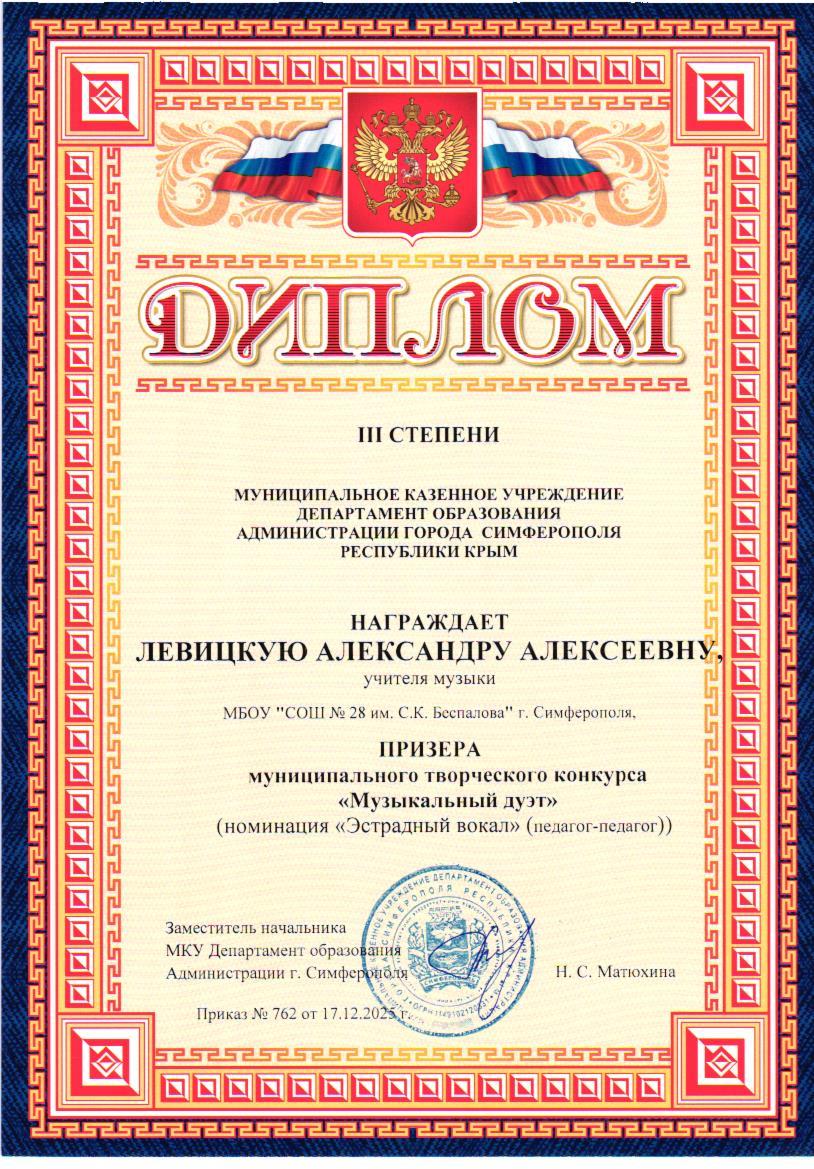 ДИПЛОМ
III СТЕПЕНИ
МУНИЦИПАЛЬНОЕ КАЗЕННОЕ УЧРЕЖДЕНИЕ
ДЕПАРТАМЕНТ ОБРАЗОВАНИЯ
АДМИНИСТРАЦИИ ГОРОДА СИМФЕРОПОЛЯ
РЕСПУБЛИКИ КРЫМ
НАГРАЖДАЕТ
ЛЕВИЦКУЮ АЛЕКСАНДРУ АЛЕКСЕЕВНУ,
учителя музыки
МБОУ "СОШ № 28 им. С.К. Беспалова" г. Симферополя,
ПРИЗЕРА
муниципального творческого конкурса
«Музыкальный дуэт»
(номинация «Эстрадный вокал» (педагог-педагог))
Заместитель начальника
МКУ Департамент образования
Администрации г. Симферополя
Н. С. Матюхина
Приказ № 762 от 17.12.2025 г.